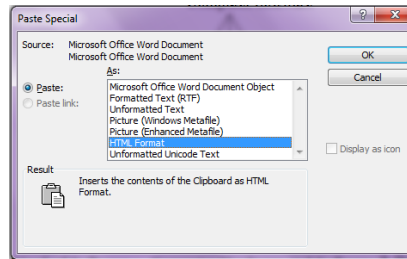 Paste Special
Source: Microsoft Office Word Document
Microsoft Office Word Document
As:
Paste:
Paste link:
Microsoft Office Word Document Object
Formatted Text (RTF)
Unformatted Text
Picture (Windows Metafile)
Picture (Enhanced Metafile)
HTML Format
Unformatted Unicode Text
OK
Cancel
Display as icon
Result
Inserts the contents of the Clipboard as HTML
Format.